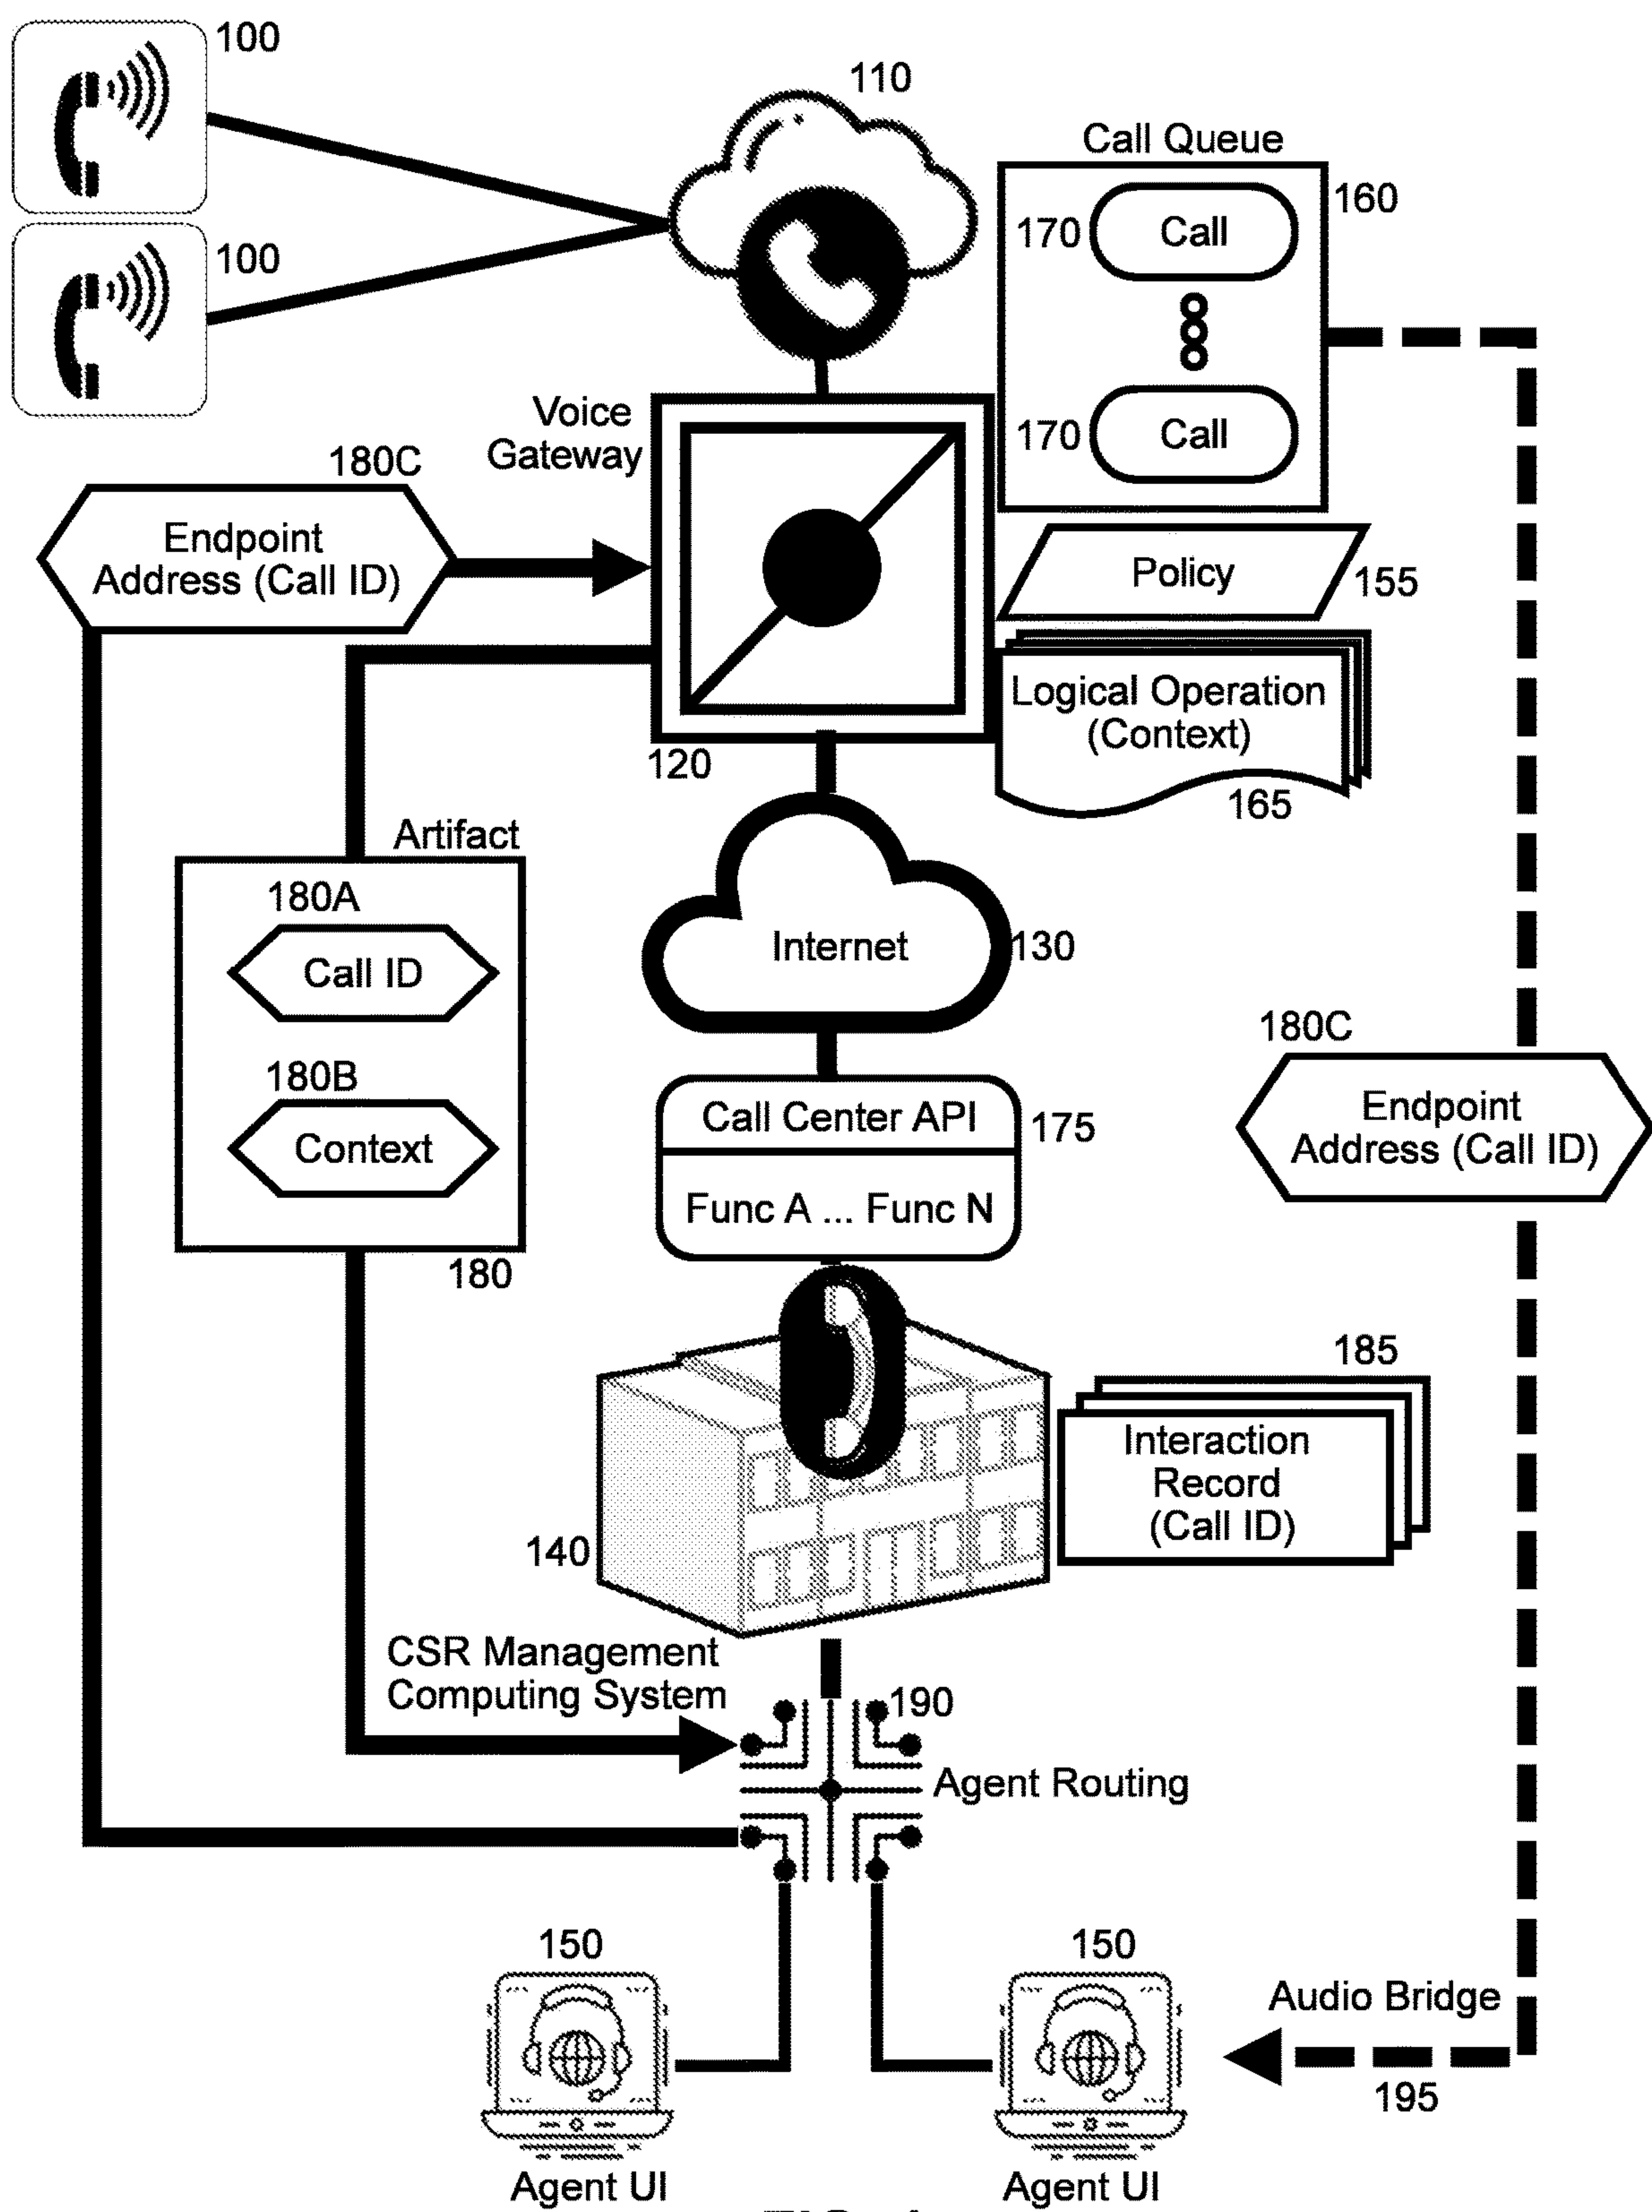 100
110
Call Queue
160
170
Call
100
Voice
Gateway
170
Call
180C
Endpoint
Address (Call ID)
Policy
155
Logical Operation
(Context)
120
165
Artifact
180A
Call ID
Internet
130
180C
180B
Context
Call Center API
175
Endpoint
Address (Call ID)
Func A ... Func N
180
185
Interaction
Record
(Call ID)
140
CSR Management
Computing System
190
Agent Routing
150
150
Audio Bridge
195
Agent UI
Agent UI